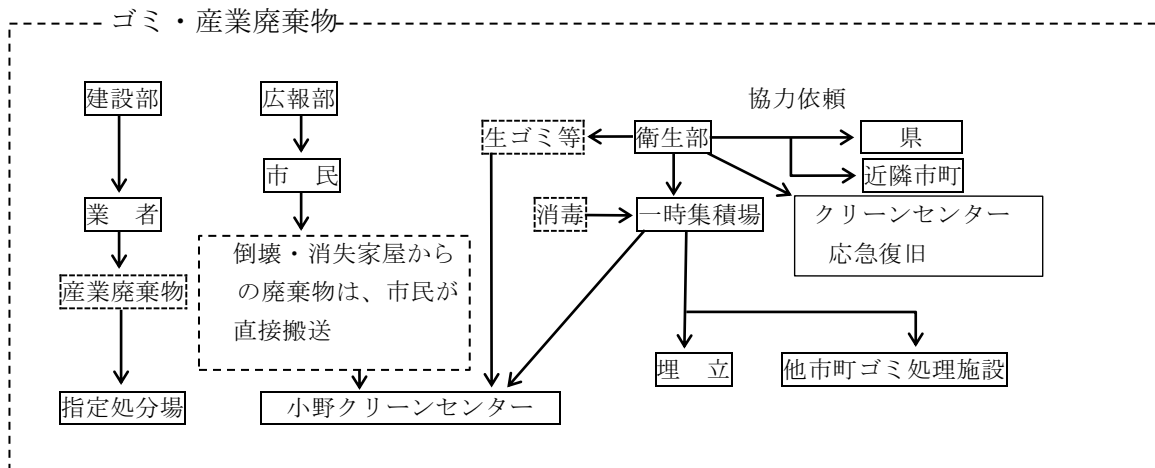 ゴミ・産業廃棄物
建設部
広報部
協力依頼
生ゴミ等
衛生部
県
市　民
近隣市町
業　者
消毒
一時集積場
クリーンセンター
応急復旧
倒壊・消失家屋から
の廃棄物は、市民が
直接搬送
産業廃棄物
埋　立
他市町ゴミ処理施設
指定処分場
小野クリーンセンター